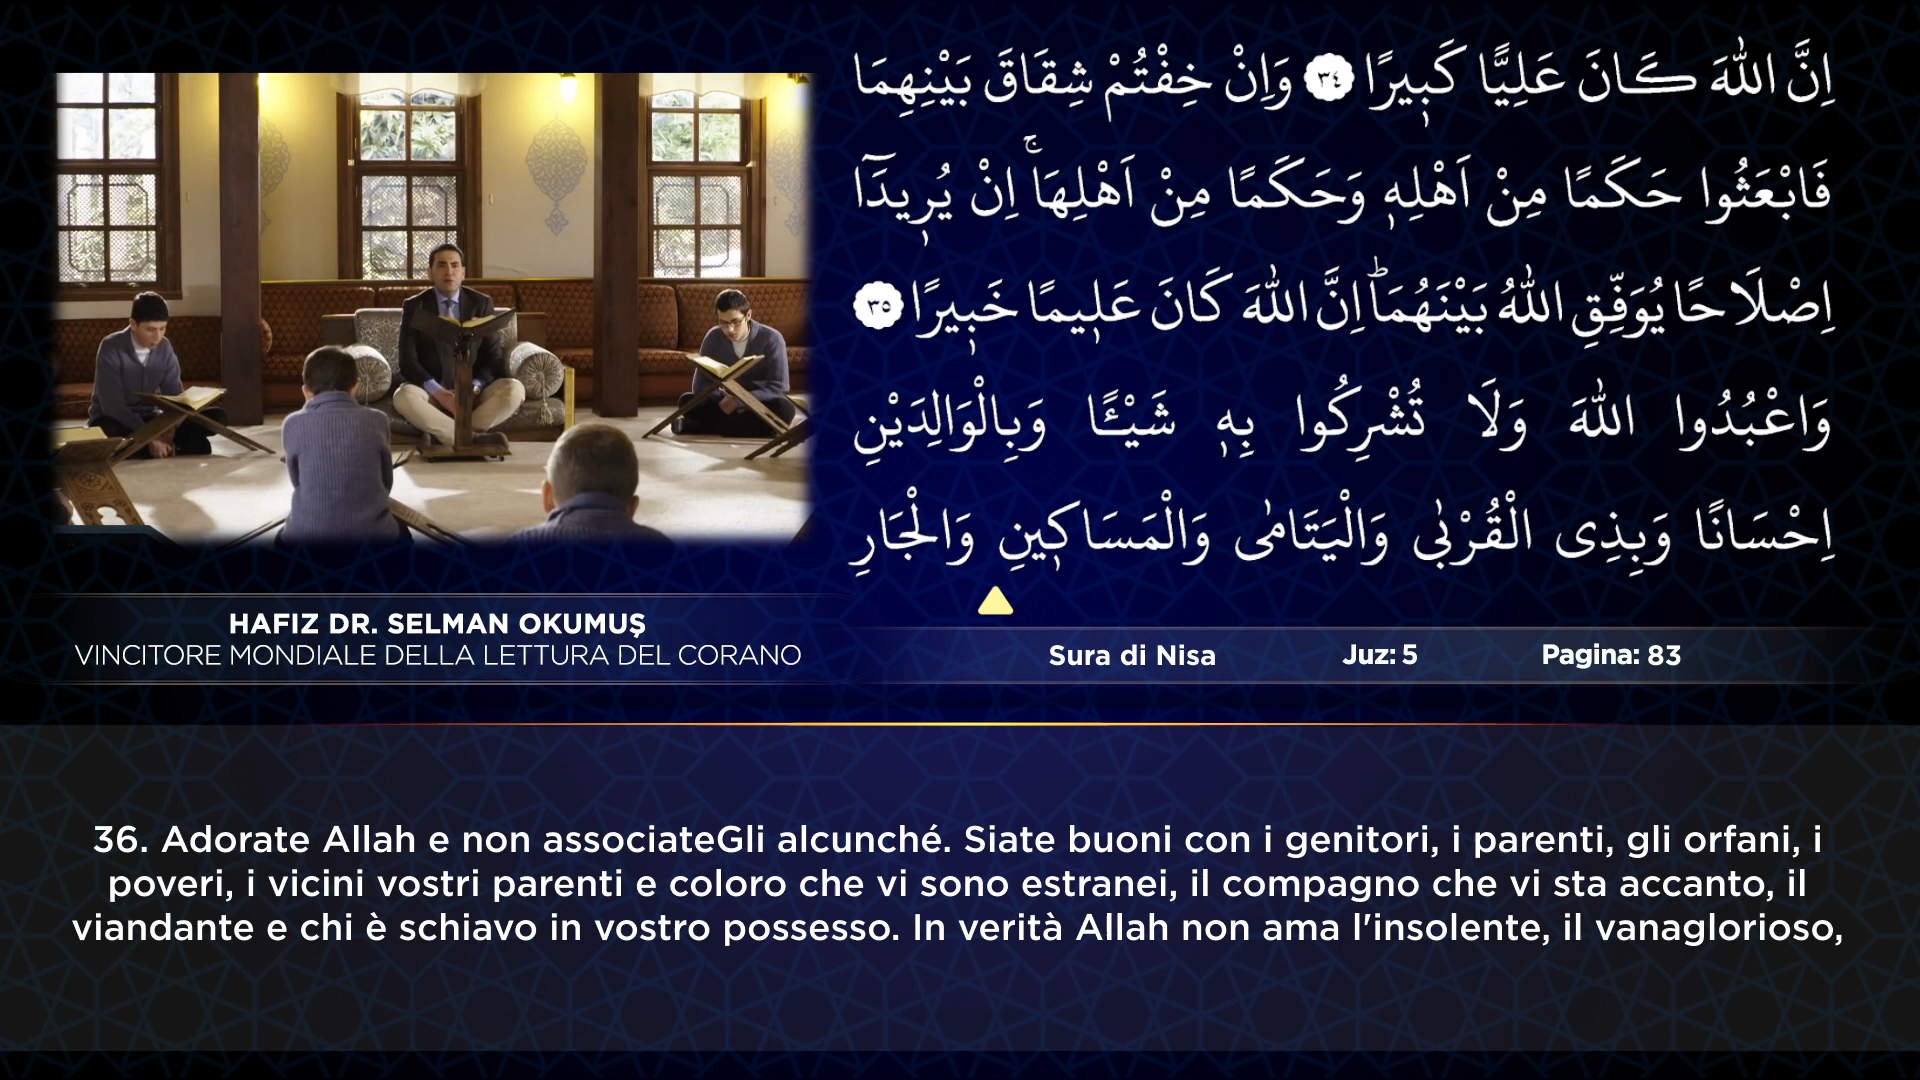 اِنَّ اللّٰهَ كَانَ عَلِيًّا كَبٖيرًا ٣٤ وَاِنْ خِفْتُمْ شِقَاقَ بَيْنِهِمَا
فَابْعَثُوا حَكَمًا مِنْ اَهْلِهٖ وَحَكَمًا مِنْ اَهْلِهَاۚ اِنْ يُرٖيدَٓا
اِصْلَاحًا يُوَفِّقِ اللّٰهُ بَيْنَهُمَاؕ اِنَّ اللّٰهَ كَانَ عَلٖيمًا خَبٖيرًا ٣٥
وَاعْبُدُوا اللّٰهَ وَلَا تُشْرِكُوا بِهٖ شَيْـًٔا وَبِالْوَالِدَيْنِ
اِحْسَانًا وَبِذِى الْقُرْبٰى وَالْيَتَامٰى وَالْمَسَاكٖينِ وَالْجَارِ
HAFIZ DR. SELMAN OKUMUŞ
VINCITORE MONDIALE DELLA LETTURA DEL CORANO
Sura di Nisa Juz: 5 Pagina: 83
36. Adorate Allah e non associateGli alcunché. Siate buoni con i genitori, i parenti, gli orfani, i
poveri, i vicini vostri parenti e coloro che vi sono estranei, il compagno che vi sta accanto, il
viandante e chi è schiavo in vostro possesso. In verità Allah non ama l'insolente, il vanaglorioso,